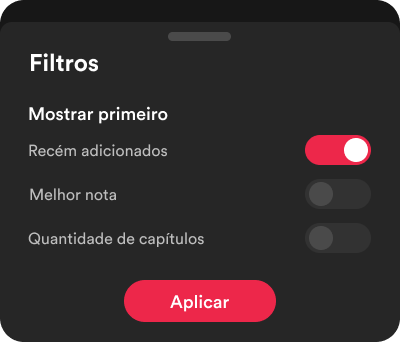 Filtros
Mostrar primeiro
Recém adicionados
Melhor nota
Quantidade de capítulos
Aplicar